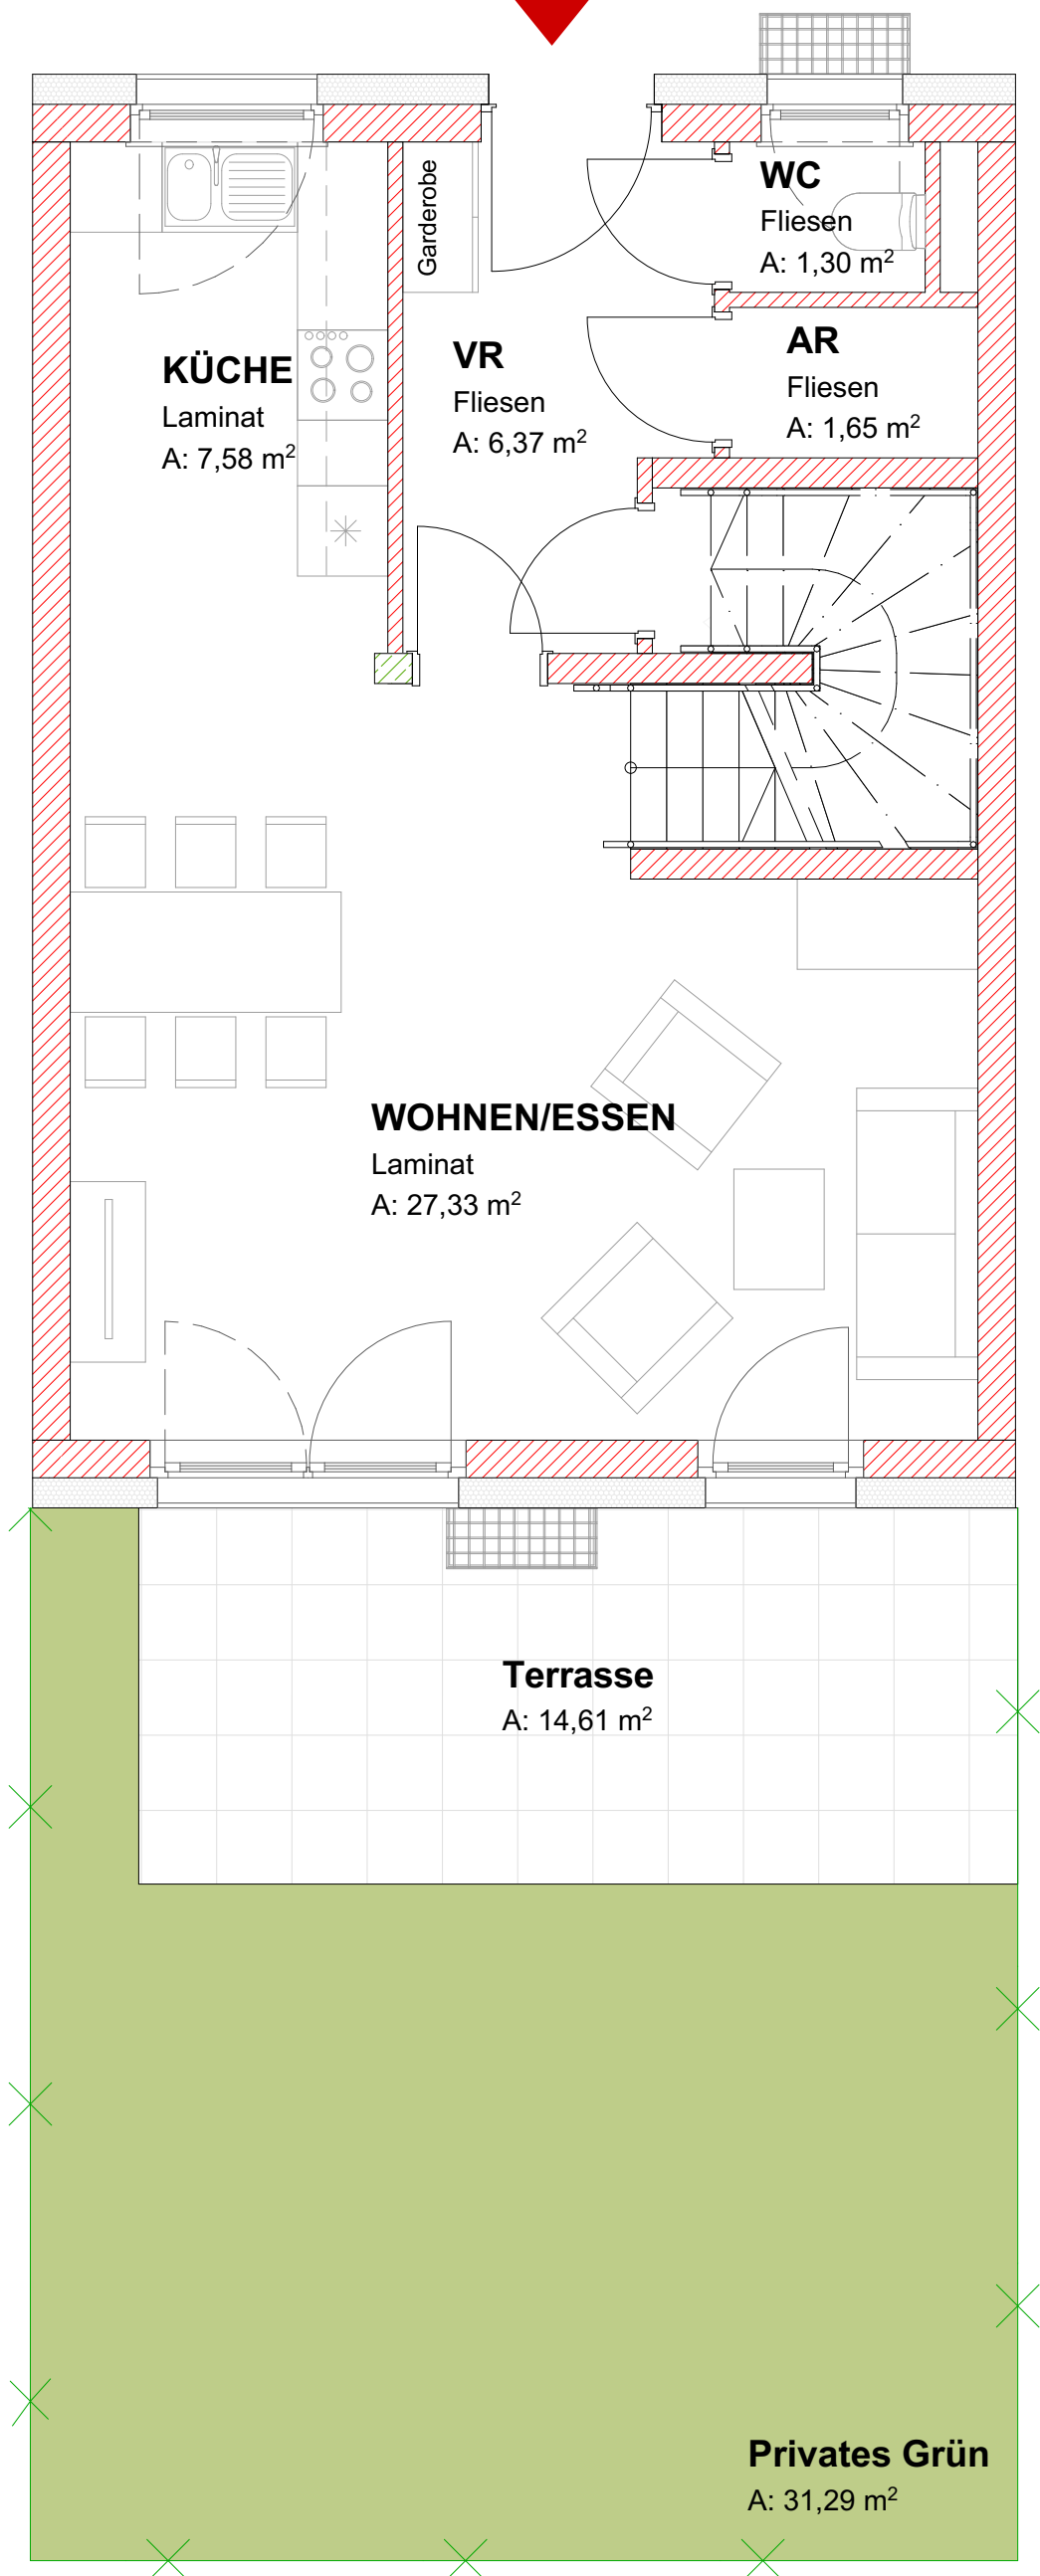 WC
Fliesen
A: 1,30 m²
Garderobe
KÜCHE
Laminat
A: 7,58 m²
VR
Fliesen
A: 6,37 m²
AR
Fliesen
A: 1,65 m²
WOHNEN/ESSEN
Laminat
A: 27,33 m²
Terrasse
A: 14,61 m²
Privates Grün
A: 31,29 m²